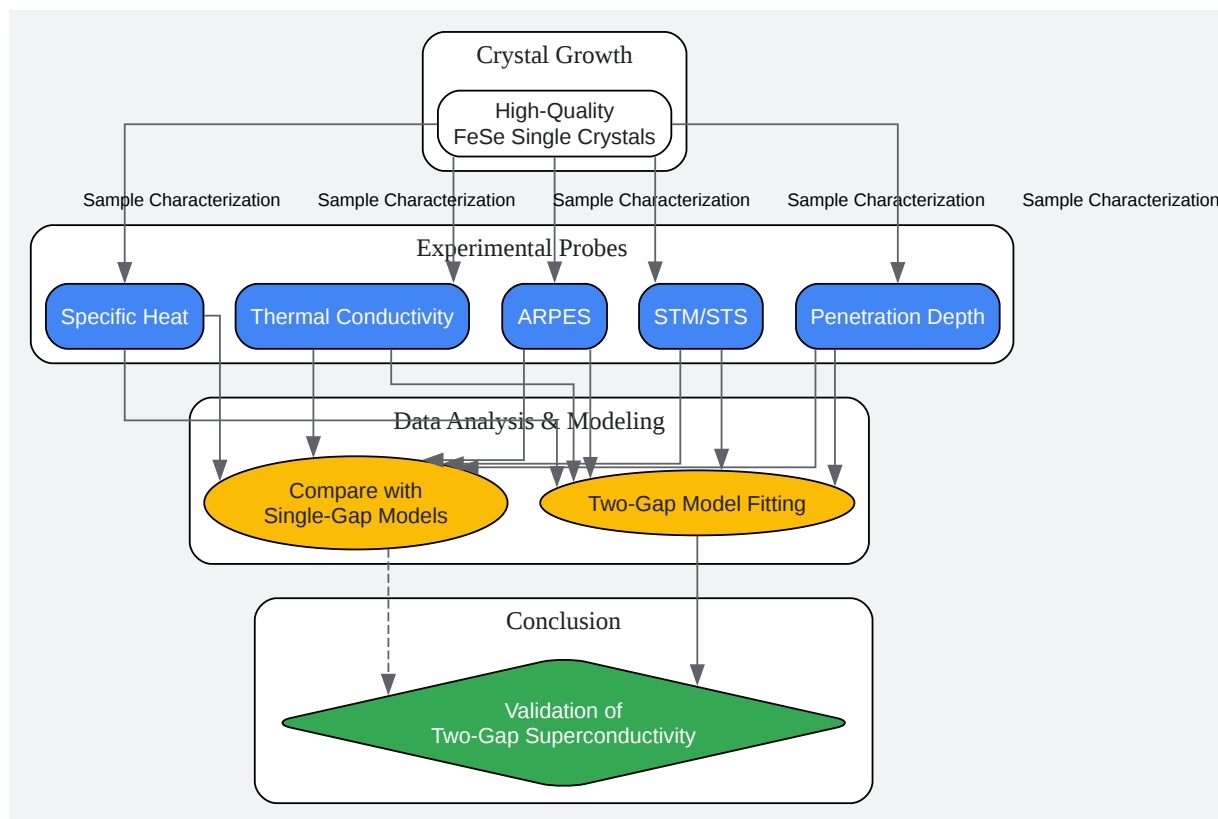 Crystal Growth
High-Quality
FeSe Single Crystals
Sample Characterization
Sample Characterization
Sample Characterization
Sample Characterization
Sample Characterization
Experimental Probes
Specific Heat
Thermal Conductivity
ARPES
STM/STS
Penetration Depth
Data Analysis & Modeling
Compare with
Single-Gap Models
Two-Gap Model Fitting
Conclusion
Validation of
Two-Gap Superconductivity